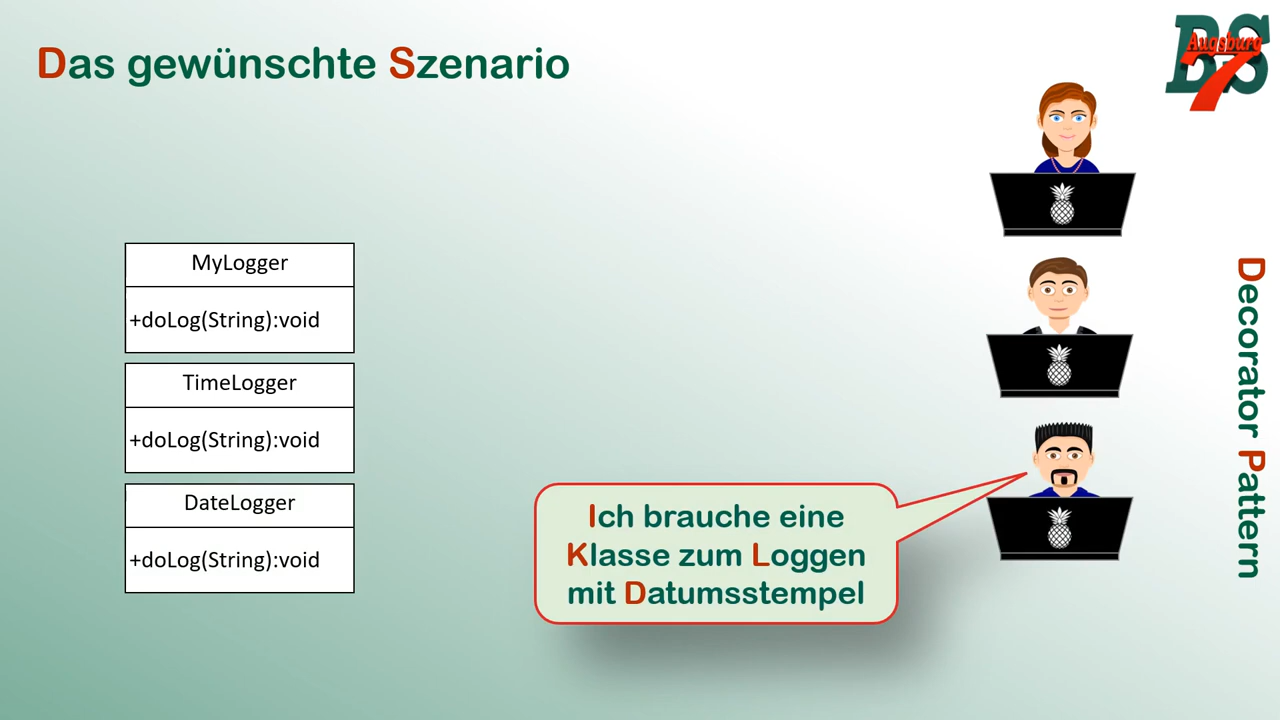 Das gewünschte Szenario
BS
Augsburg
7
MyLogger
+doLog(String):void
TimeLogger
+doLog(String):void
DateLogger
+doLog(String):void
Ich brauche eine
Klasse zum Loggen
mit Datumsstempel
Decorator Pattern